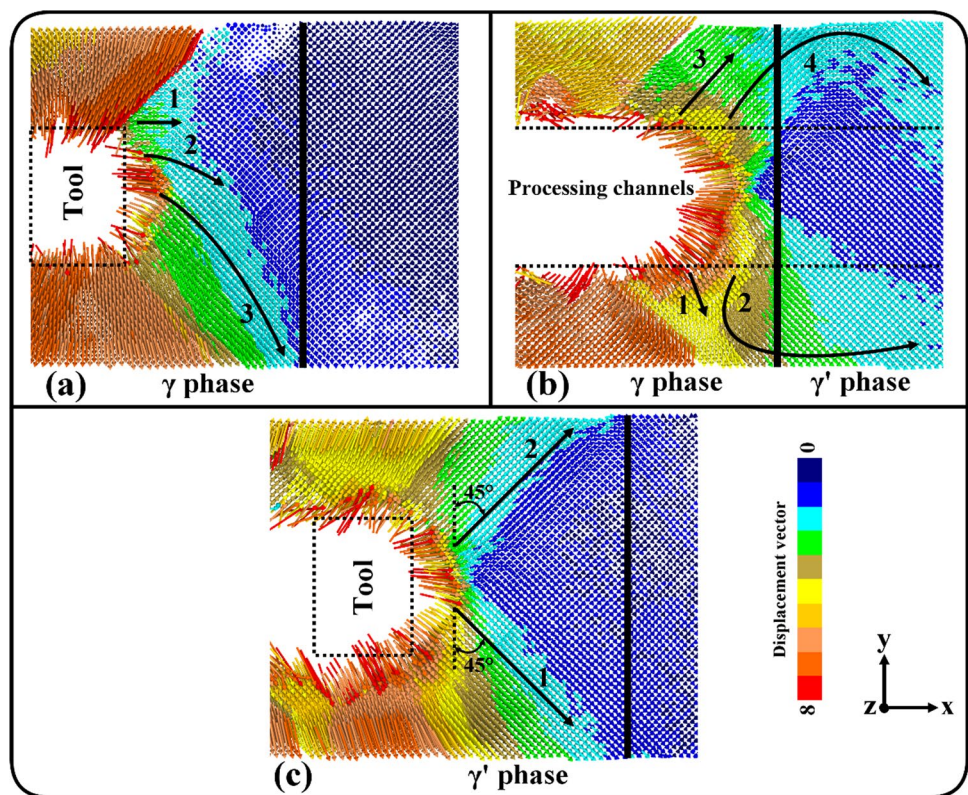 1
2
Tool
3
(a)
γ phase
3
4
Processing channels
1
2
(b)
γ phase
γ' phase
2
45°
Tool
45°
1
(c)
γ' phase
0
Displacement vector
8
y
z
x